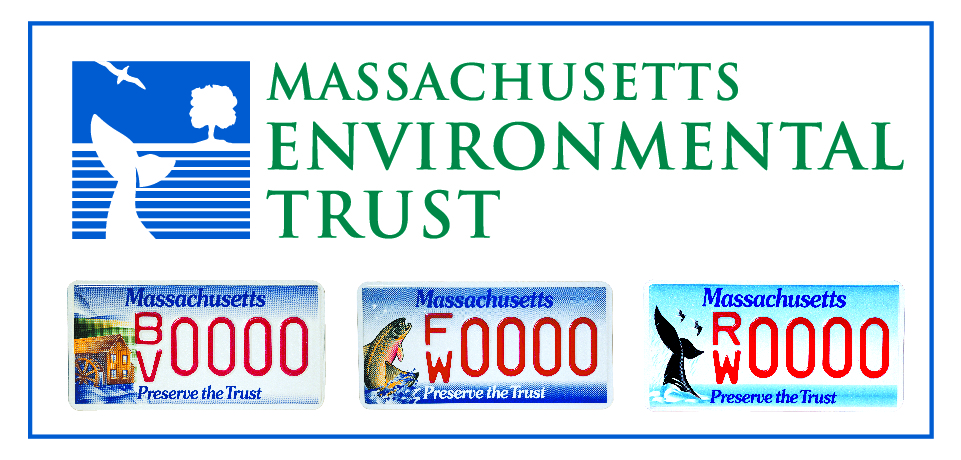 MASSACHUSETTS
ENVIRONMENTAL
TRUST
Massachusetts
BV0000
Preserve the Trust
Massachusetts
FW0000
Preserve the Trust
Massachusetts
RW0000
Preserve the Trust